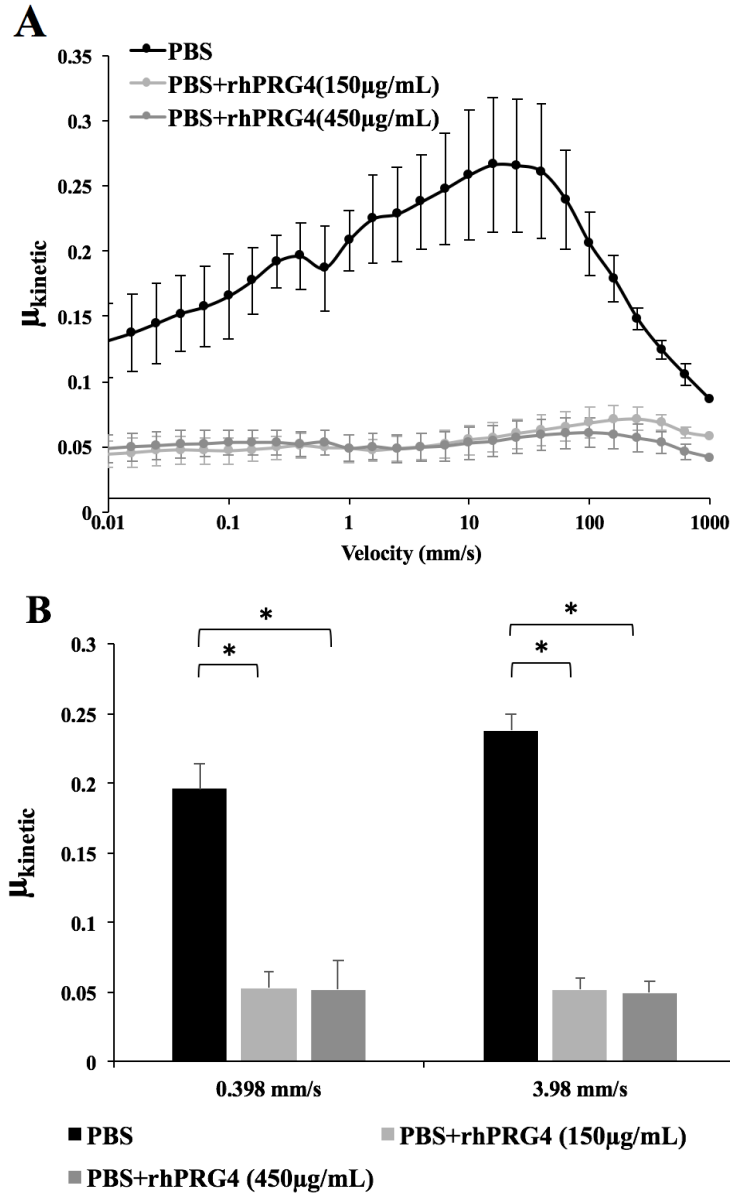 A
PBS
PBS+rhPRG4(150µg/mL)
PBS+rhPRG4(450µg/mL)
0.35
0.3
0.25
0.2
0.15
0.1
0.05
0
µkinetic
0.01 0.1 1 10 100 1000
Velocity (mm/s)
B
* *
* *
0.3
0.25
0.2
0.15
0.1
0.05
0
µkinetic
0.398 mm/s 3.98 mm/s
PBS PBS+rhPRG4 (150µg/mL)
PBS+rhPRG4 (450µg/mL)